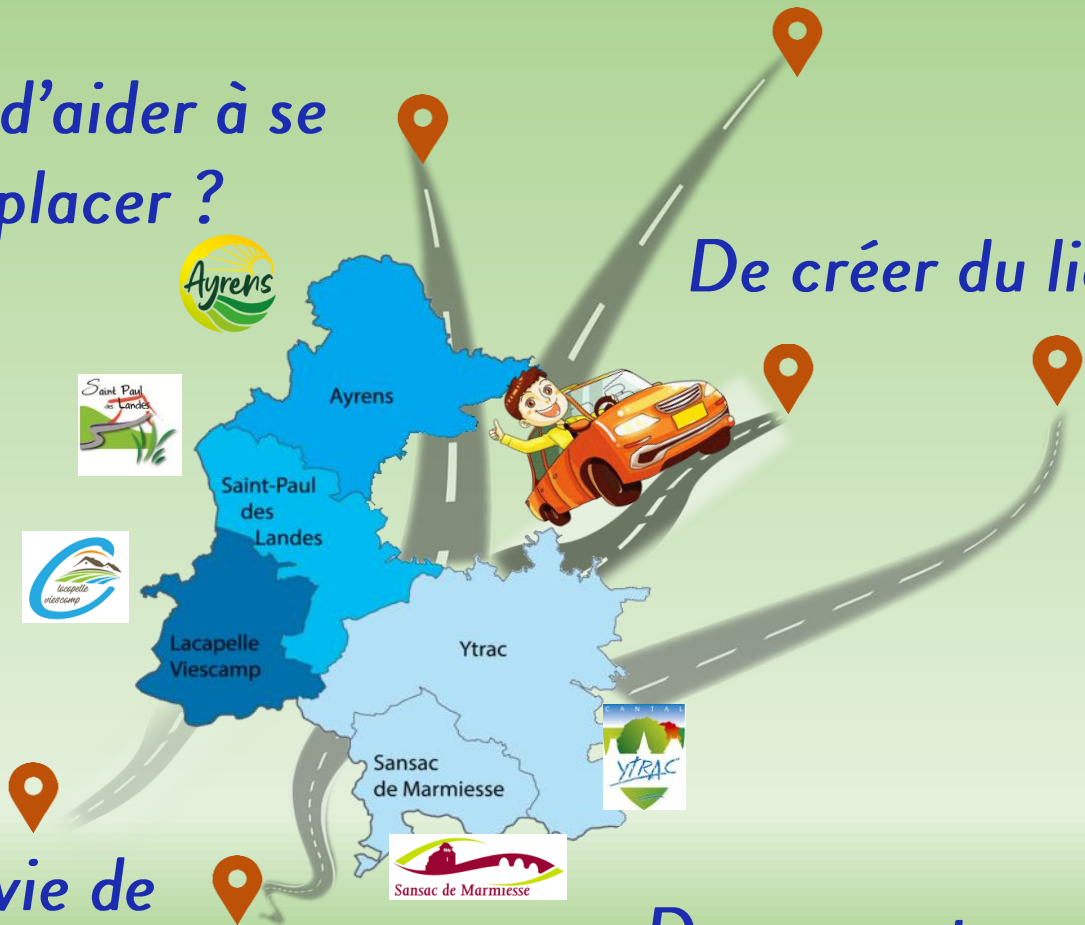 d'aider à se
placer ?
Ayrens
De créer du
Saint Paul
des Landes
Ayrens
Saint-Paul
des
Landes
lacapelle
viescamp
Lacapelle
Viescamp
Ytrac
CANTAL
YTRAC
Sansac
de Marmiesse
Sansac de Marmiesse
vie de